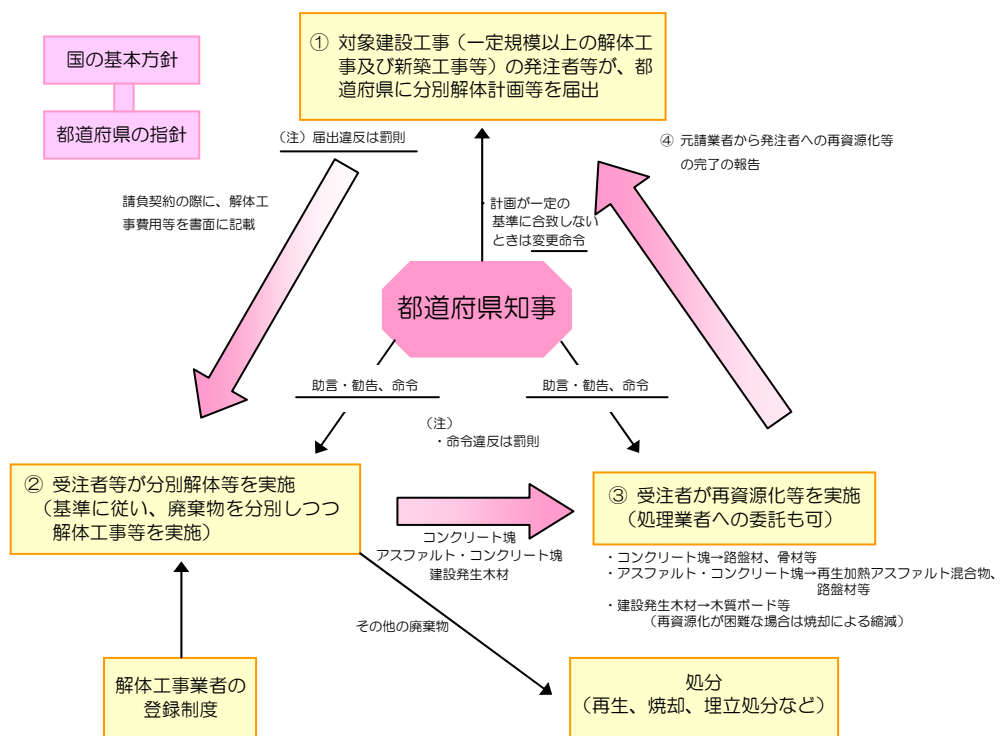 国の基本方針
都道府県の指針
① 対象建設工事（一定規模以上の解体工
事及び新築工事等）の発注者等が、都
道府県に分別解体計画等を届出
（注）届出違反は罰則
④ 元請業者から発注者への再資源化等
の完了の報告
請負契約の際に、解体工
事費用等を書面に記載
計画が一定の
基準に合致しない
ときは変更命令
都道府県知事
助言・勧告、命令
助言・勧告、命令
（注）
・命令違反は罰則
② 受注者等が分別解体等を実施
（基準に従い、廃棄物を分別しつつ
解体工事等を実施）
③ 受注者が再資源化等を実施
（処理業者への委託も可）
コンクリート塊
アスファルト・コンクリート塊
建設発生木材
・コンクリート塊→路盤材、骨材等
・アスファルト・コンクリート塊→再生加熱アスファルト混合物、
路盤材等
・建設発生木材→木質ボード等
（再資源化が困難な場合は焼却による縮減）
その他の廃棄物
解体工事業者の
登録制度
処分
（再生、焼却、埋立処分など）